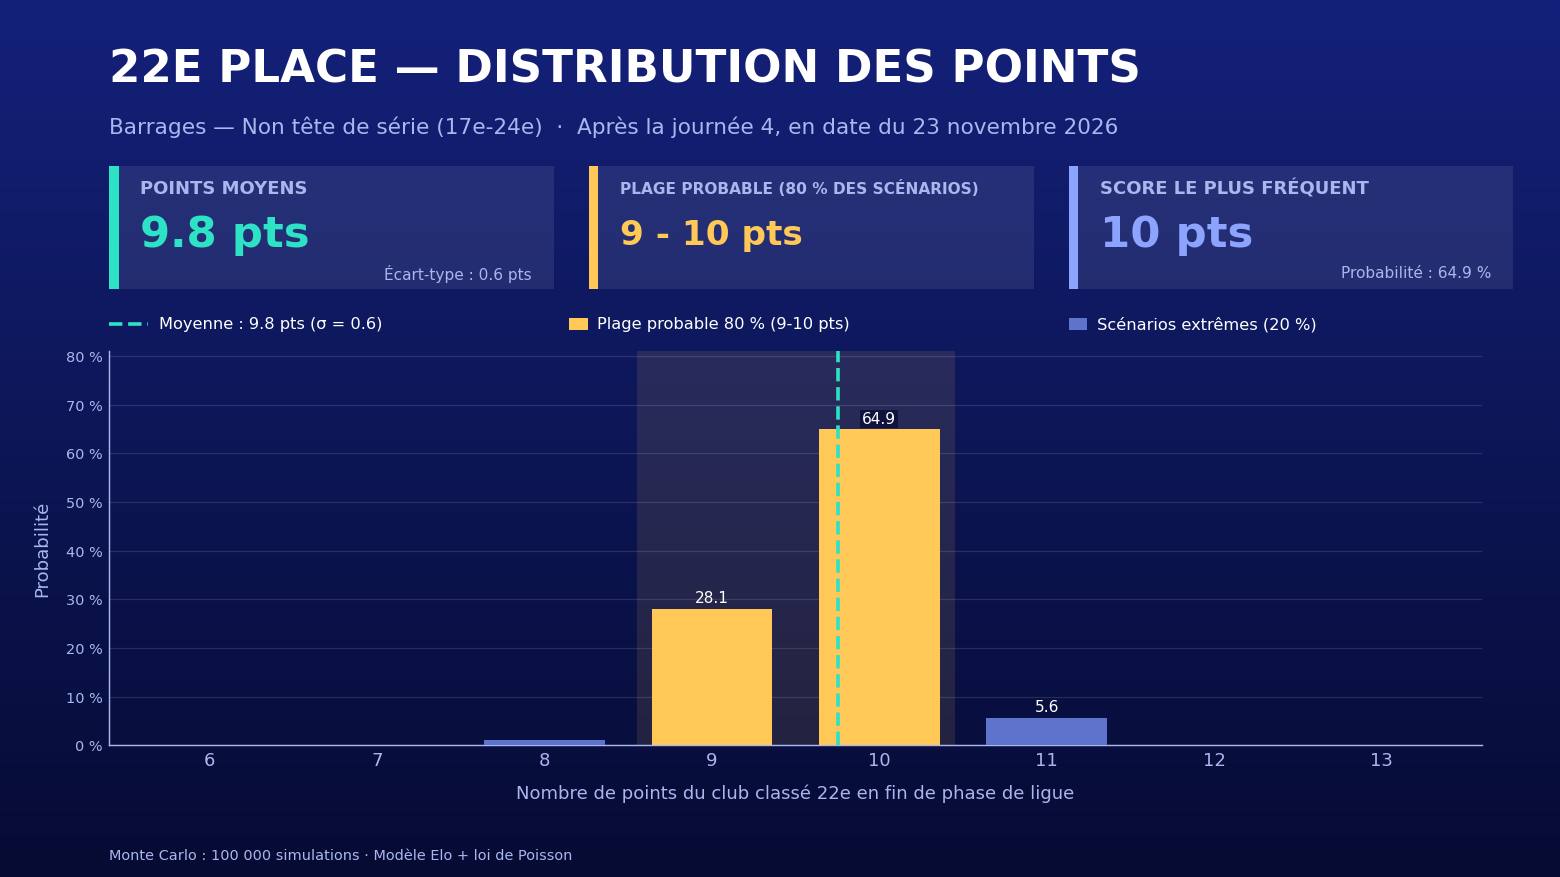 22E PLACE — DISTRIBUTION DES POINTS
Barrages — Non tête de série (17e-24e) · Après la journée 4, en date du 23 novembre 2026
POINTS MOYENS
9.8 pts
Écart-type : 0.6 pts
PLAGE PROBABLE (80 % DES SCÉNARIOS)
9 - 10 pts
SCORE LE PLUS FRÉQUENT
10 pts
Probabilité : 64.9 %
Moyenne : 9.8 pts (σ = 0.6)
Plage probable 80 % (9-10 pts)
Scénarios extrêmes (20 %)
Probabilité
80 %
70 %
60 %
50 %
40 %
30 %
20 %
10 %
0 %
28.1
64.9
5.6
6
7
8
9
10
11
12
13
Nombre de points du club classé 22e en fin de phase de ligue
Monte Carlo : 100 000 simulations · Modèle Elo + loi de Poisson